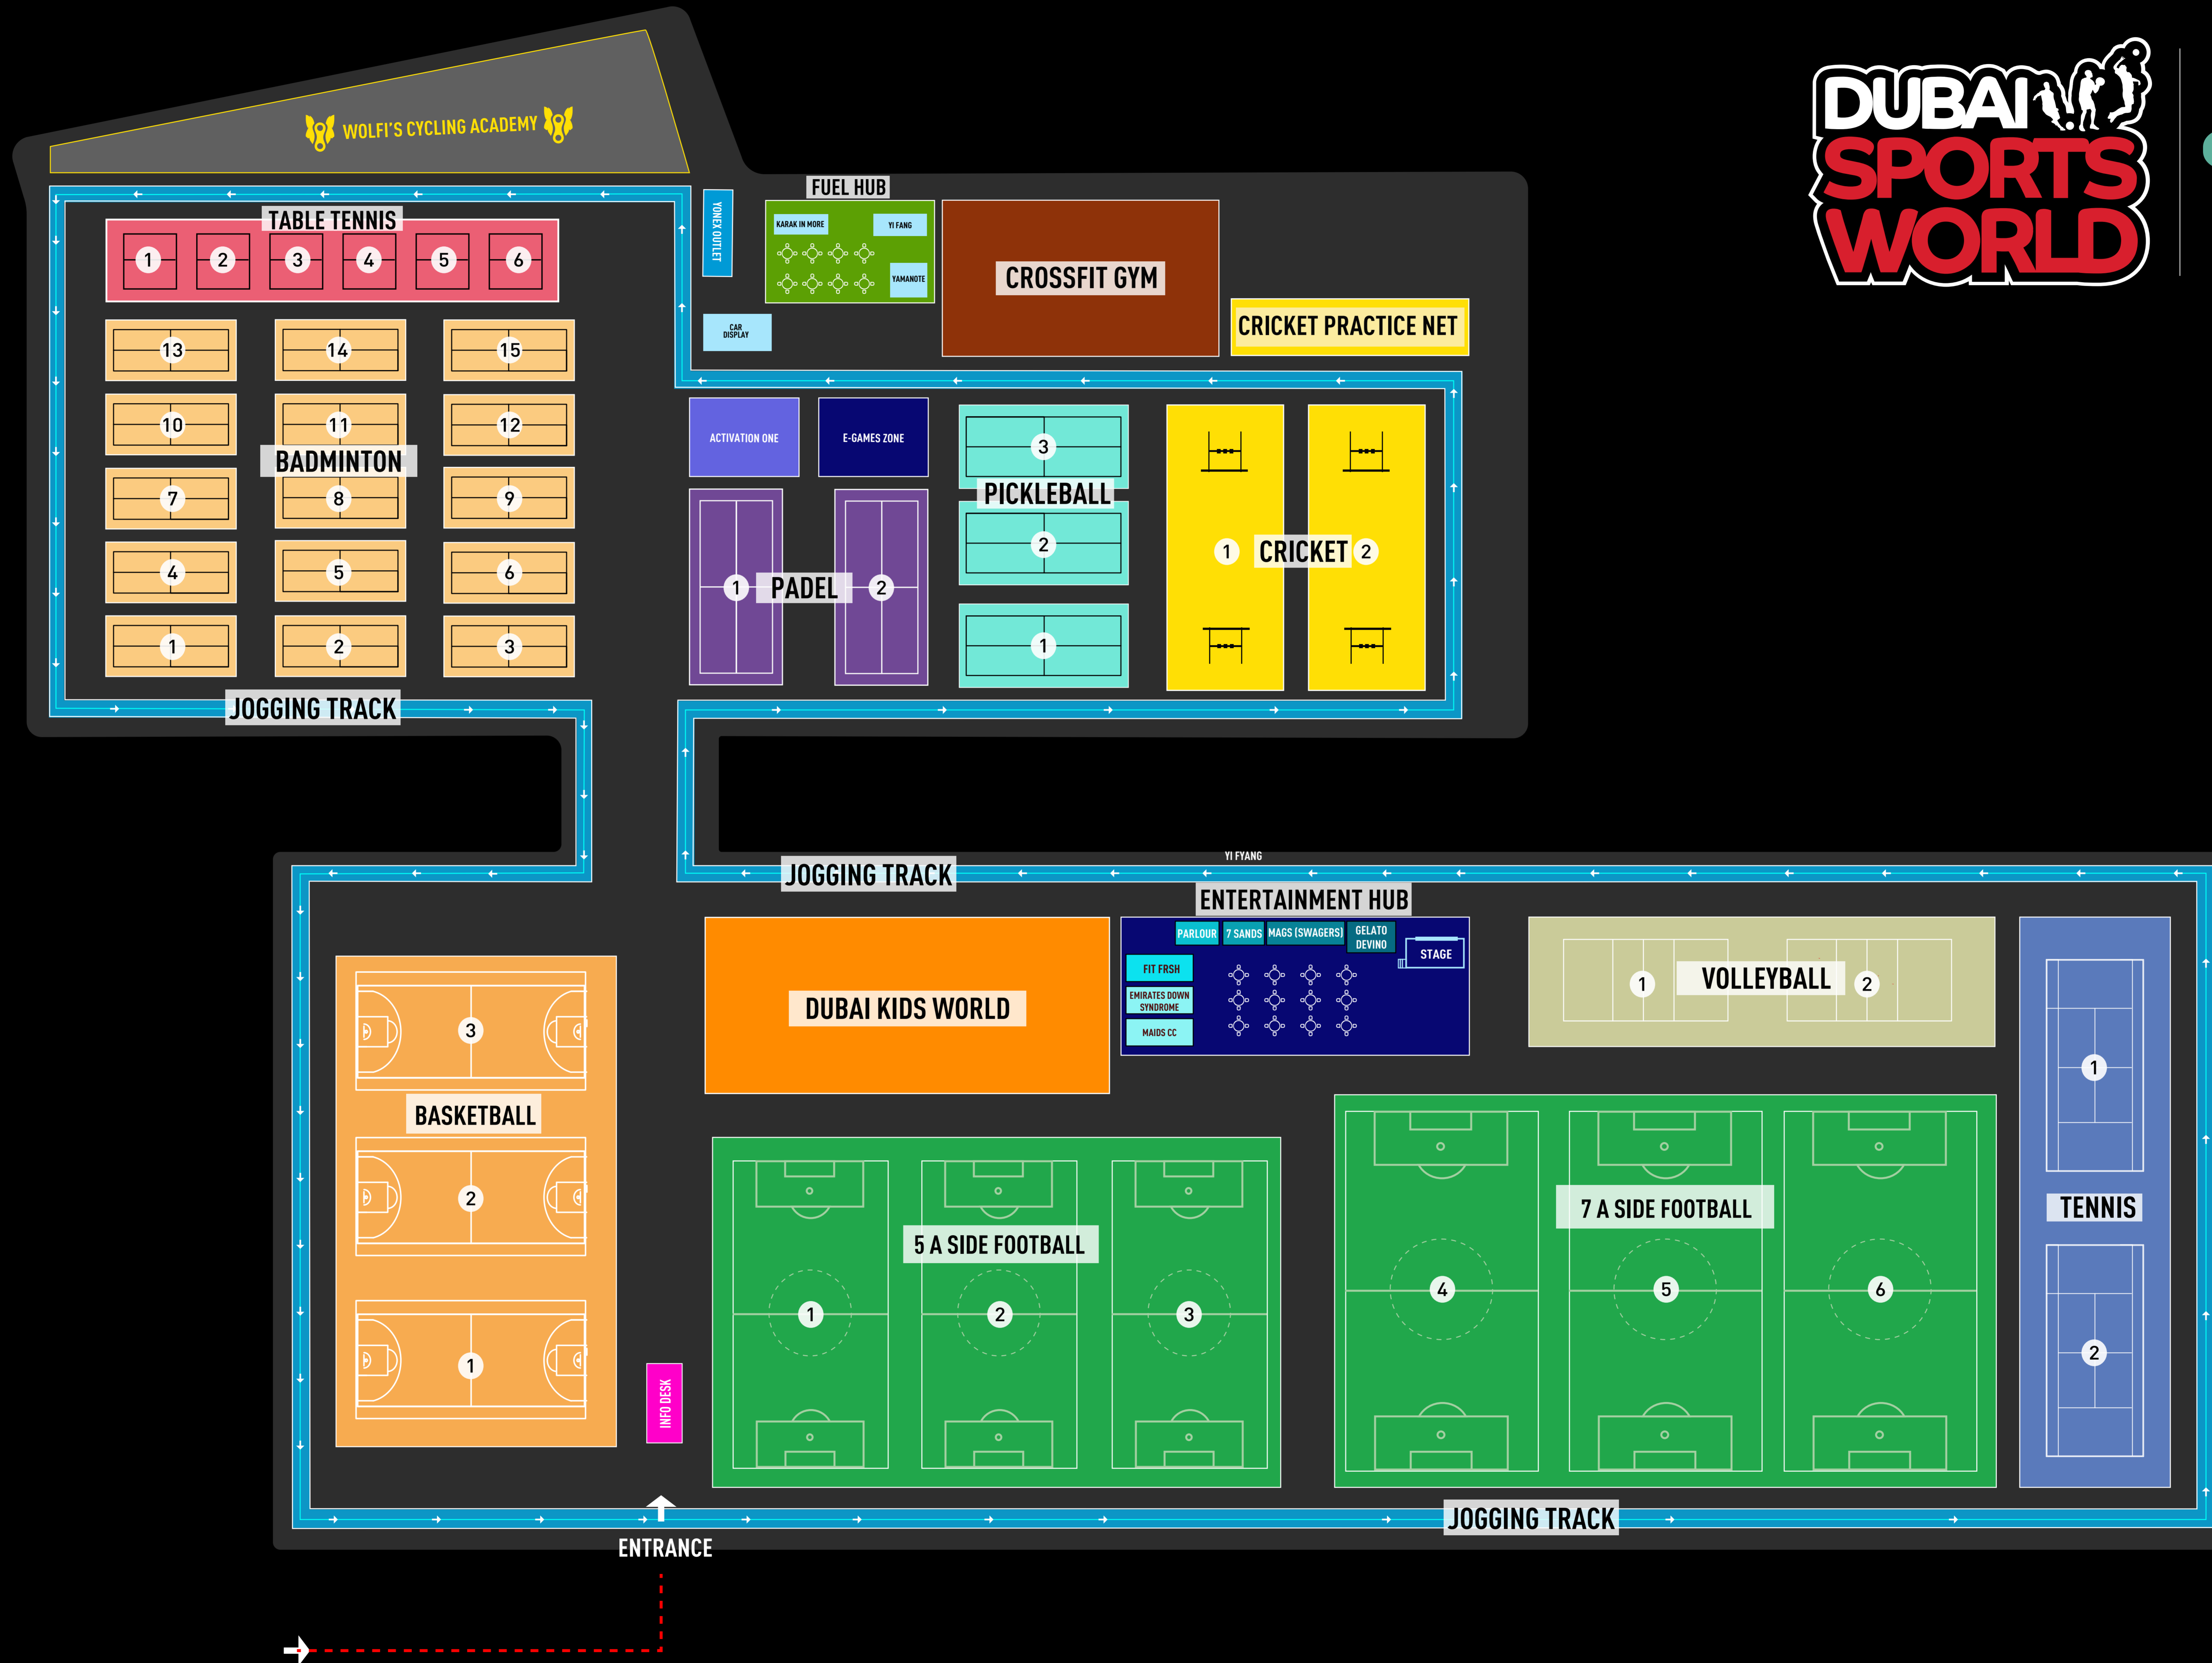 DUBAI
SPORTS
WORLD
WOLFI'S CYCLING ACADEMY
TABLE TENNIS
1 2 3 4 5 6
YONEX OUTLET
FUEL HUB
KARAK IN MORE
YI FANG
YAMANOTE
CAR
DISPLAY
CROSSFIT GYM
CRICKET PRACTICE NET
13 14 15
10 11 12
BADMINTON
7 8 9
4 5 6
1 2 3
JOGGING TRACK
ACTIVATION ONE
E-GAMES ZONE
1 PADEL 2
3
PICKLEBALL
2
1
1 CRICKET 2
JOGGING TRACK
YI FYANG
ENTERTAINMENT HUB
PARLOUR
7 SANDS
MAGS (SWAGERS)
GELATO
DEVINO
STAGE
FIT FRSH
EMIRATES DOWN
SYNDROME
MAIDS CC
DUBAI KIDS WORLD
1 VOLLEYBALL 2
3
BASKETBALL
2
1
INFO DESK
5 A SIDE FOOTBALL
1 2 3
7 A SIDE FOOTBALL
4 5 6
1
TENNIS
2
JOGGING TRACK
ENTRANCE